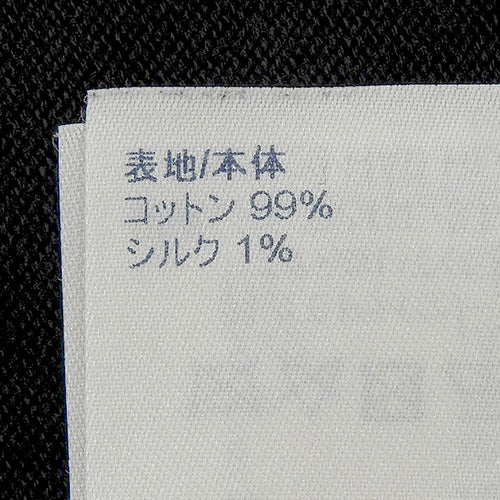 表地/本体
コットン 99%
シルク 1%